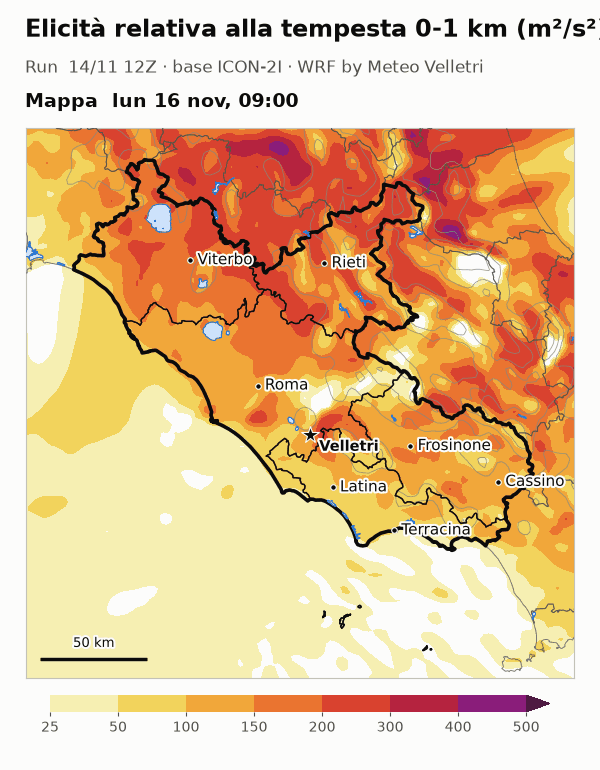 Elicità relativa alla tempesta 0-1 km (m²/s²)
Run  14/11 12Z · base ICON-2I · WRF by Meteo Velletri
Mappa  lun 16 nov, 09:00
Viterbo
Rieti
Roma
Velletri
Frosinone
Cassino
Latina
Terracina
50 km
25 50 100 150 200 300 400 500